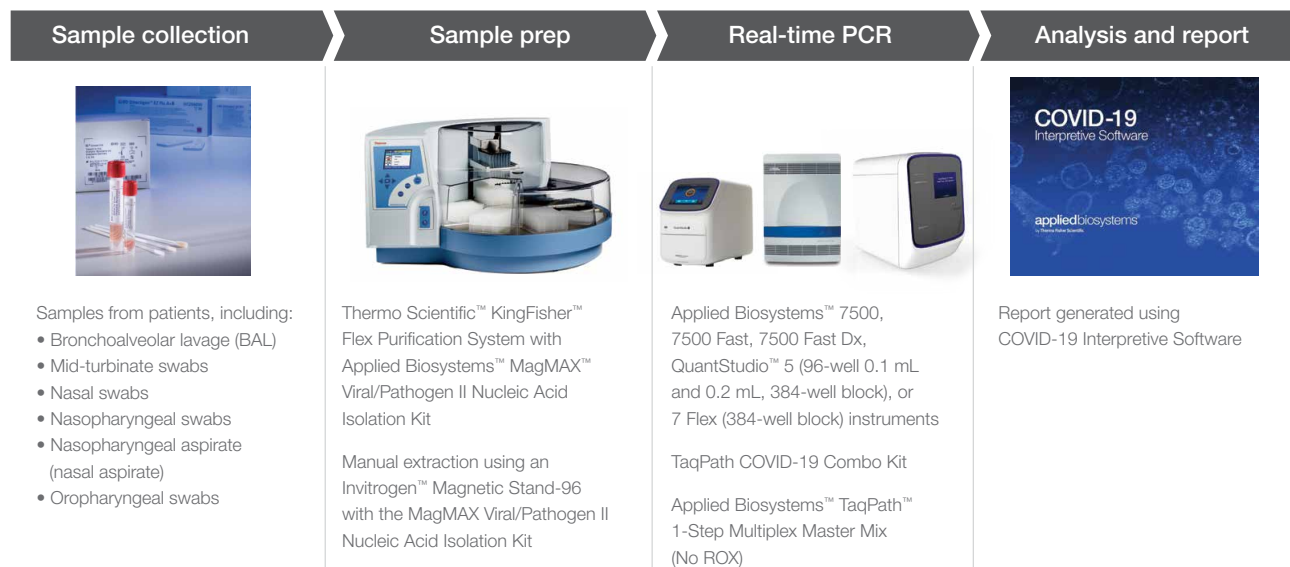 Sample collection
Sample prep
Real-time PCR
Analysis and report
COVID-19
Interpretive Software
appliedbiosystems
by Thermo Fisher Scientific
Samples from patients, including:
• Bronchoalveolar lavage (BAL)
• Mid-turbinate swabs
• Nasal swabs
• Nasopharyngeal swabs
• Nasopharyngeal aspirate
(nasal aspirate)
• Oropharyngeal swabs
Thermo Scientific™ KingFisher™
Flex Purification System with
Applied Biosystems™ MagMAX™
Viral/Pathogen II Nucleic Acid
Isolation Kit
Manual extraction using an
Invitrogen™ Magnetic Stand-96
with the MagMAX Viral/Pathogen II
Nucleic Acid Isolation Kit
Applied Biosystems™ 7500,
7500 Fast, 7500 Fast Dx,
QuantStudio™ 5 (96-well 0.1 mL
and 0.2 mL, 384-well block), or
7 Flex (384-well block) instruments
TaqPath COVID-19 Combo Kit
Applied Biosystems™ TaqPath™
1-Step Multiplex Master Mix
(No ROX)
Report generated using
COVID-19 Interpretive Software